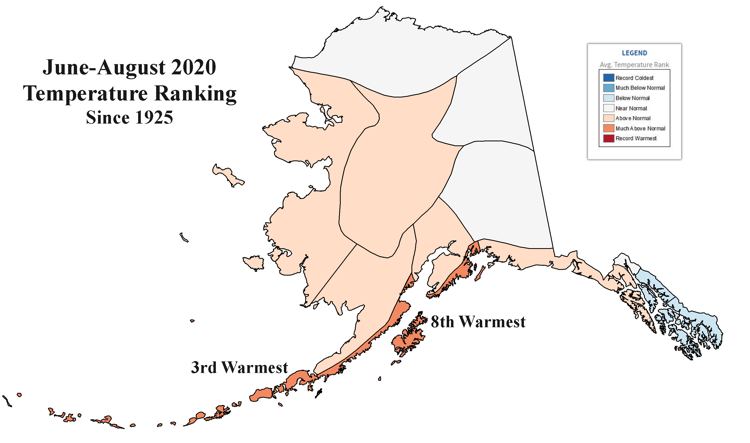 June-August 2020
Temperature Ranking
Since 1925
LEGEND
Avg. Temperature Rank
Record Coldest
Much Below Normal
Below Normal
Near Normal
Above Normal
Much Above Normal
Record Warmest
8th Warmest
3rd Warmest